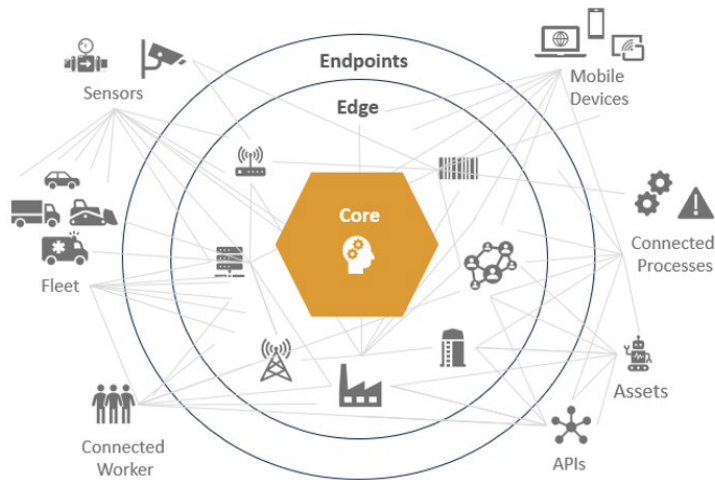 Endpoints
Edge
Core
Sensors
Mobile
Devices
Fleet
Connected
Processes
Connected
Worker
Assets
APIs